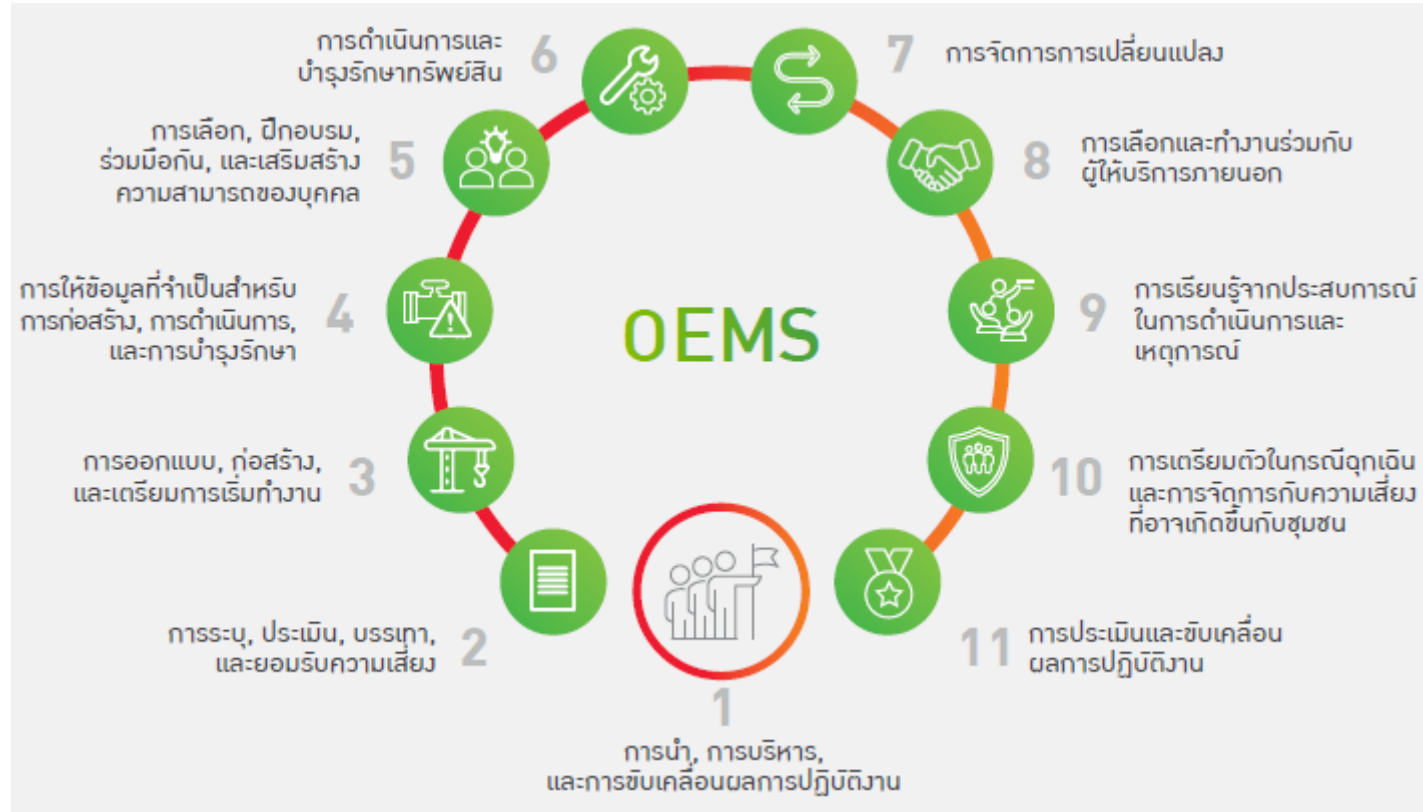 OEMS
1
การนำ, การบริหาร,
และการขับเคลื่อนผลการปฏิบัติงาน
2
การระบุ, ประเมิน, บรรเทา,
และยอมรับความเสี่ยง
3
การออกแบบ, ก่อสร้าง,
และเตรียมการเริ่มทำงาน
4
การให้ข้อมูลที่จำเป็นสำหรับ
การก่อสร้าง, การดำเนินการ,
และการบำรุงรักษา
5
การเลือก, ฝึกอบรม,
ร่วมมือกัน, และเสริมสร้าง
ความสามารถของบุคคล
6
การดำเนินการและ
บำรุงรักษาทรัพย์สิน
7
การจัดการการเปลี่ยนแปลง
8
การเลือกและทำงานร่วมกับ
ผู้ให้บริการภายนอก
9
การเรียนรู้จากประสบการณ์
ในการดำเนินการและ
เหตุการณ์
10
การเตรียมตัวในกรณีฉุกเฉิน
และการจัดการกับความเสี่ยง
ที่อาจเกิดขึ้นกับชุมชน
11
การประเมินและขับเคลื่อน
ผลการปฏิบัติงาน